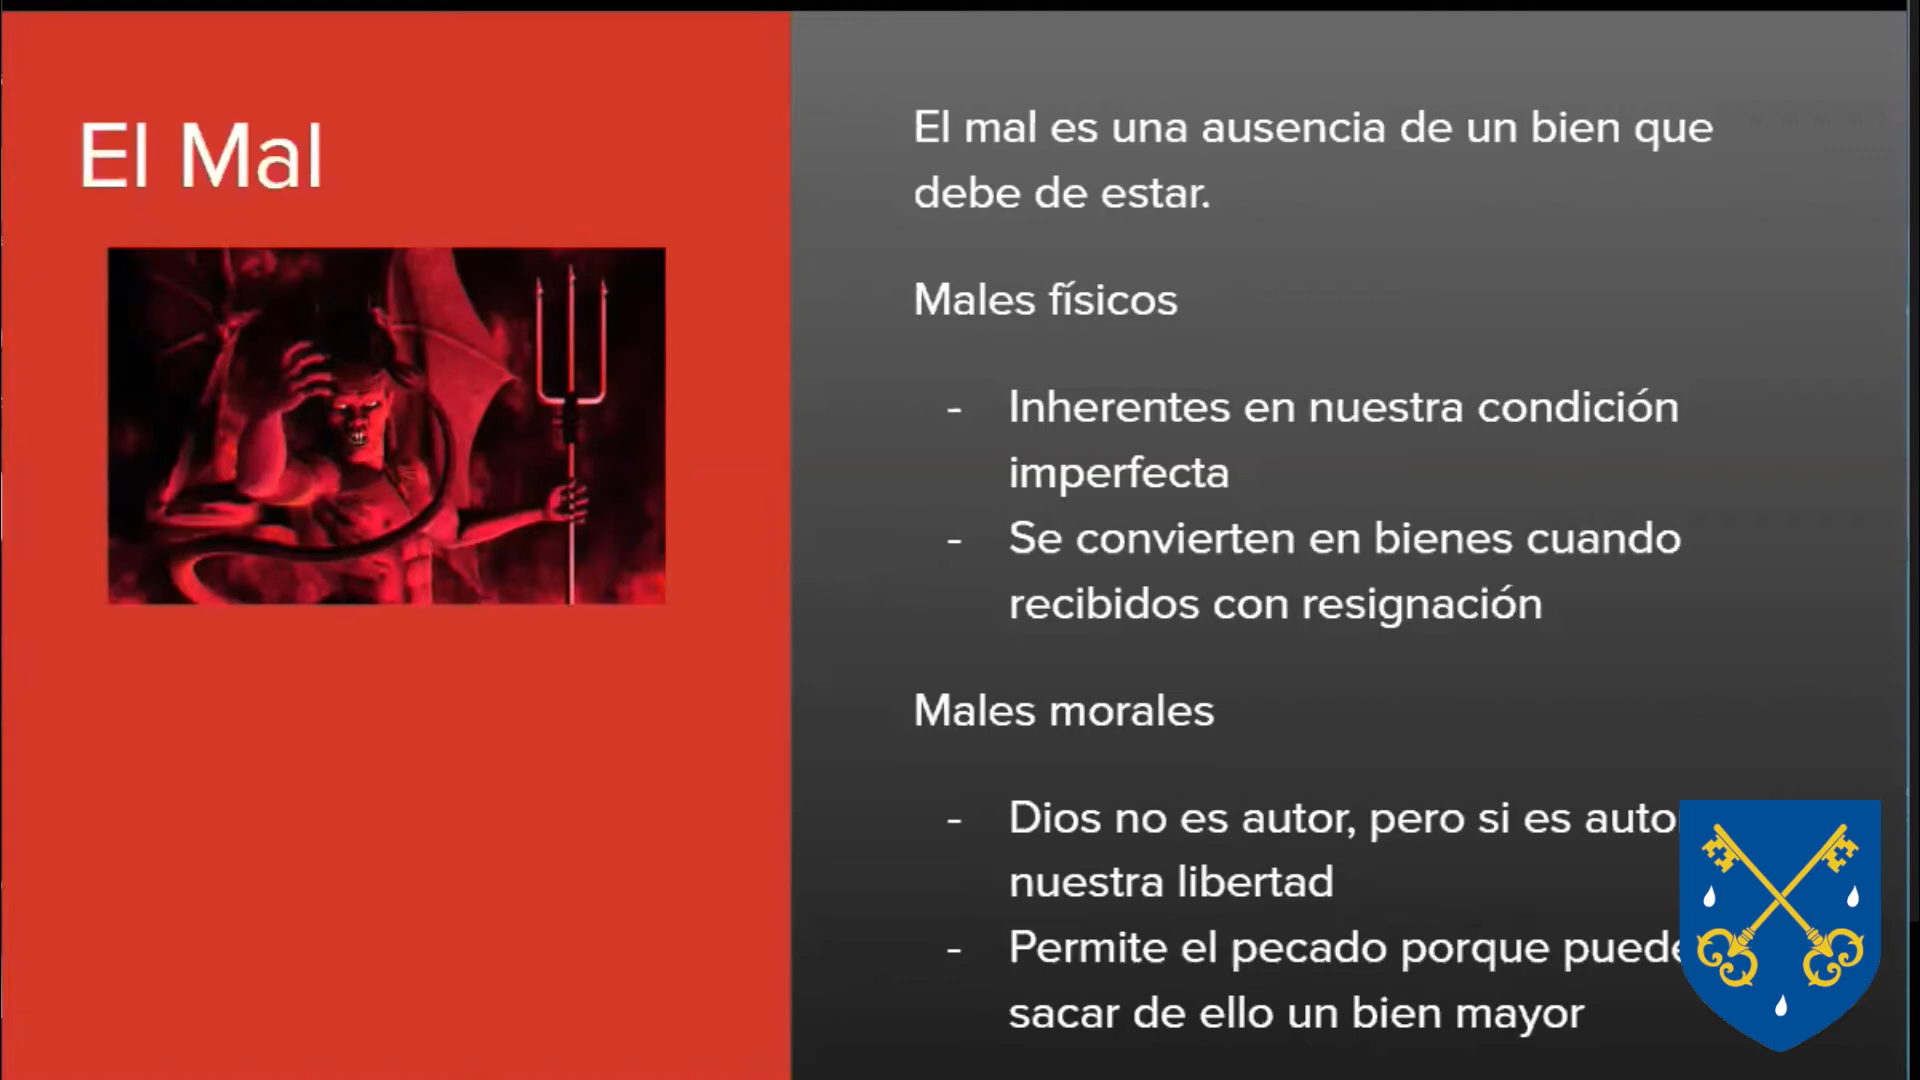 El Mal
El mal es una ausencia de un bien que
debe de estar.
Males físicos
- Inherentes en nuestra condición
imperfecta
- Se convierten en bienes cuando
recibidos con resignación
Males morales
- Dios no es autor, pero si es auto
nuestra libertad
- Permite el pecado porque puede
sacar de ello un bien mayor